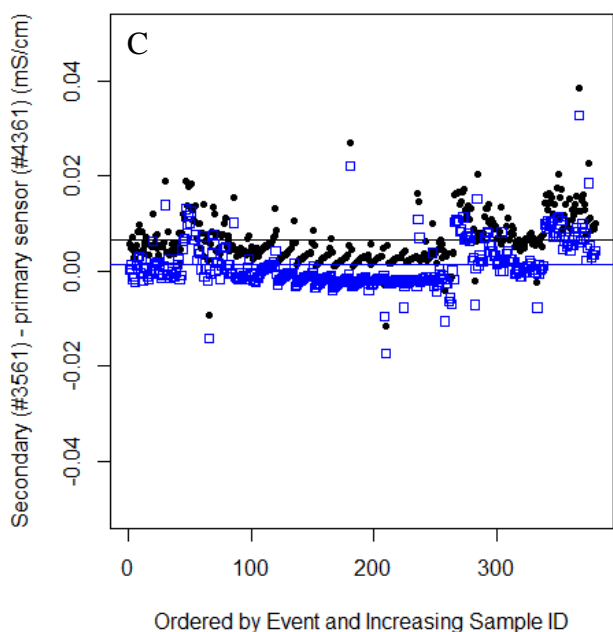 C
Secondary (#3561) - primary sensor (#4361) (mS/cm)
0.04
0.02
0.00
-0.02
-0.04
0 100 200 300
Ordered by Event and Increasing Sample ID